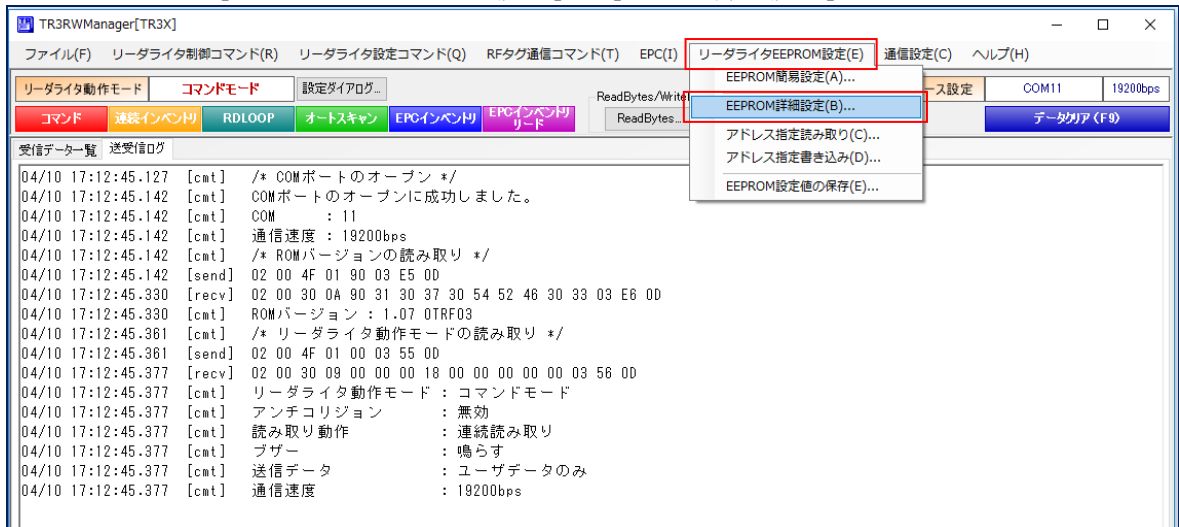 TR3RWManager[TR3X]
ファイル(F) リーダライタ制御コマンド(R) リーダライタ設定コマンド(Q) RFタグ通信コマンド(T) EPC(I) リーダライタEEPROM設定(E) 通信設定(C) ヘルプ(H)
リーダライタ動作モード コマンドモード 設定ダイアログ... ース設定 COM11 19200bps
ReadBytes/Write
コマンド 連続インベントリ RDLOOP オートスキャン EPCインベントリ EPCインベントリリード ReadBytes... データクリア(F9)
EEPROM簡易設定(A)...
EEPROM詳細設定(B)...
アドレス指定読み取り(C)...
アドレス指定書き込み(D)...
EEPROM設定値の保存(E)...
受信データ一覧 送受信ログ
04/10 17:12:45.127 [cmt] /* COMポートのオープン */
04/10 17:12:45.142 [cmt] COMポートのオープンに成功しました。
04/10 17:12:45.142 [cmt] COM : 11
04/10 17:12:45.142 [cmt] 通信速度 : 19200bps
04/10 17:12:45.142 [cmt] /* ROMバージョンの読み取り */
04/10 17:12:45.142 [send] 02 00 4F 01 90 03 E5 0D
04/10 17:12:45.330 [recv] 02 00 30 0A 90 31 30 37 30 54 52 46 30 33 03 E6 0D
04/10 17:12:45.330 [cmt] ROMバージョン : 1.07 0TRF03
04/10 17:12:45.361 [cmt] /* リーダライタ動作モードの読み取り */
04/10 17:12:45.361 [send] 02 00 4F 01 00 03 55 0D
04/10 17:12:45.377 [recv] 02 00 30 09 00 00 00 18 00 00 00 00 00 03 56 0D
04/10 17:12:45.377 [cmt] リーダライタ動作モード : コマンドモード
04/10 17:12:45.377 [cmt] アンチコリジョン : 無効
04/10 17:12:45.377 [cmt] 読み取り動作 : 連続読み取り
04/10 17:12:45.377 [cmt] ブザー : 鳴らす
04/10 17:12:45.377 [cmt] 送信データ : ユーザデータのみ
04/10 17:12:45.377 [cmt] 通信速度 : 19200bps